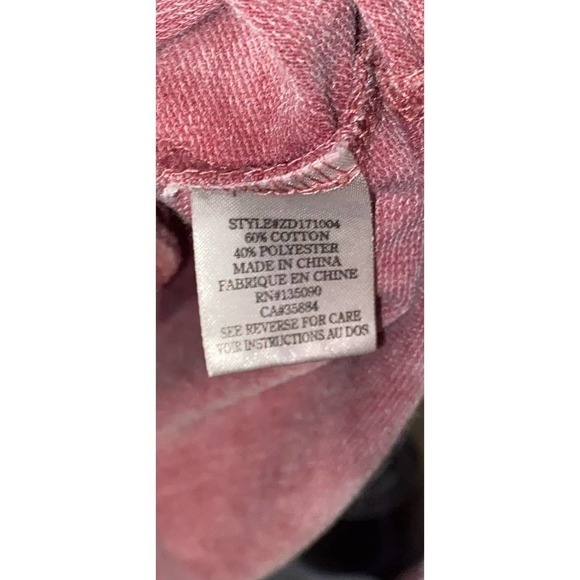 STYLE#ZD171004
60% COTTON
40% POLYESTER
MADE IN CHINA
FABRIQUE EN CHINE
RN#135090
CA#35884
SEE REVERSE FOR CARE
VOIR INSTRUCTIONS AU DOS